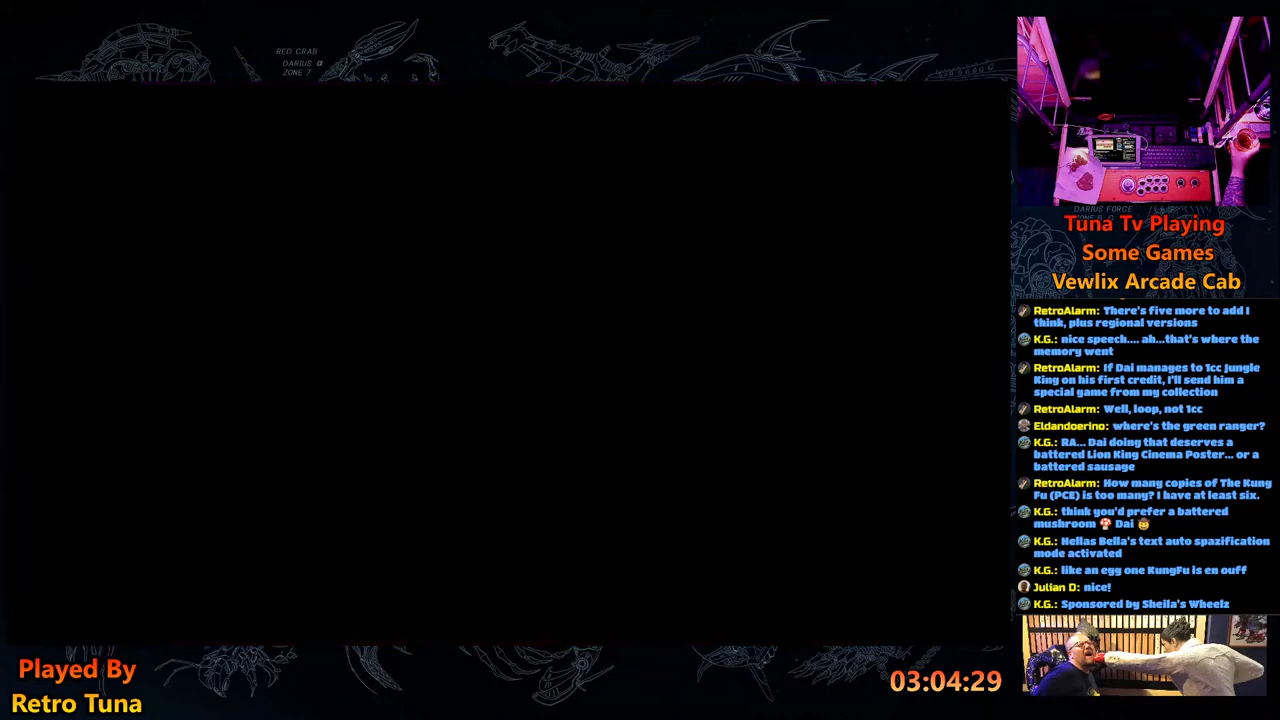 RED CRAB
DARIUS α
ZONE 7
DARIUS FORCE
Tuna Tv Playing
Some Games
Vewlix Arcade Cab
RetroAlarm: There's five more to add I
think, plus regional versions
K.G.: nice speech.... ah...that's where the
memory went
RetroAlarm: If Dai manages to 1cc Jungle
King on his first credit, I'll send him a
special game from my collection
RetroAlarm: Well, loop, not 1cc
Eldandoerino: where's the green ranger?
K.G.: RA... Dai doing that deserves a
battered Lion King Cinema Poster... or a
battered sausage
RetroAlarm: How many copies of The Kung
Fu (PCE) is too many? I have at least six.
K.G.: think you'd prefer a battered
mushroom 🍄 Dai 🤠
K.G.: Hellas Bella's text auto spazification
mode activated
K.G.: like an egg one KungFu is en ouff
Julian D: nice!
K.G.: Sponsored by Sheila's Wheelz
Played By
Retro Tuna
03:04:29